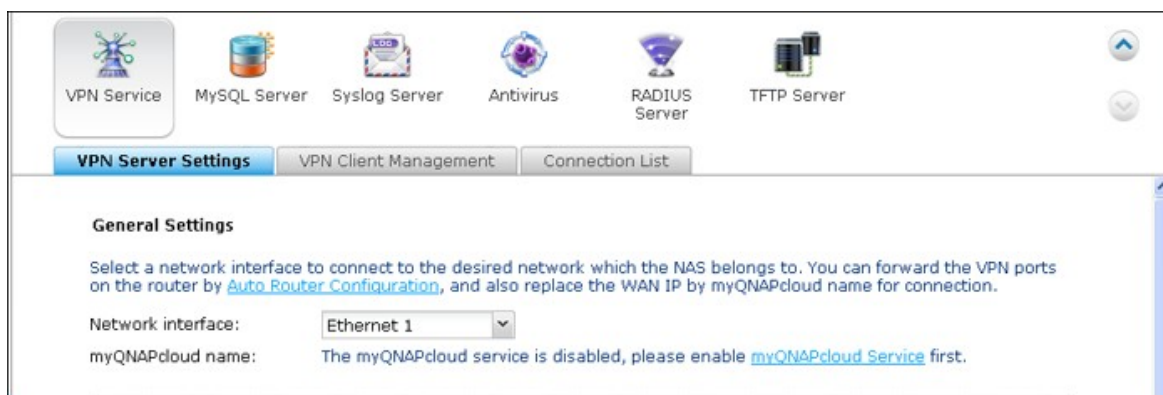 LOG
VPN Service
MySQL Server
Syslog Server
Antivirus
RADIUS
Server
TFTP Server
VPN Server Settings
VPN Client Management
Connection List
General Settings
Select a network interface to connect to the desired network which the NAS belongs to. You can forward the VPN ports
on the router by Auto Router Configuration, and also replace the WAN IP by myQNAPcloud name for connection.
Network interface:
Ethernet 1
myQNAPcloud name:
The myQNAPcloud service is disabled, please enable myQNAPcloud Service first.